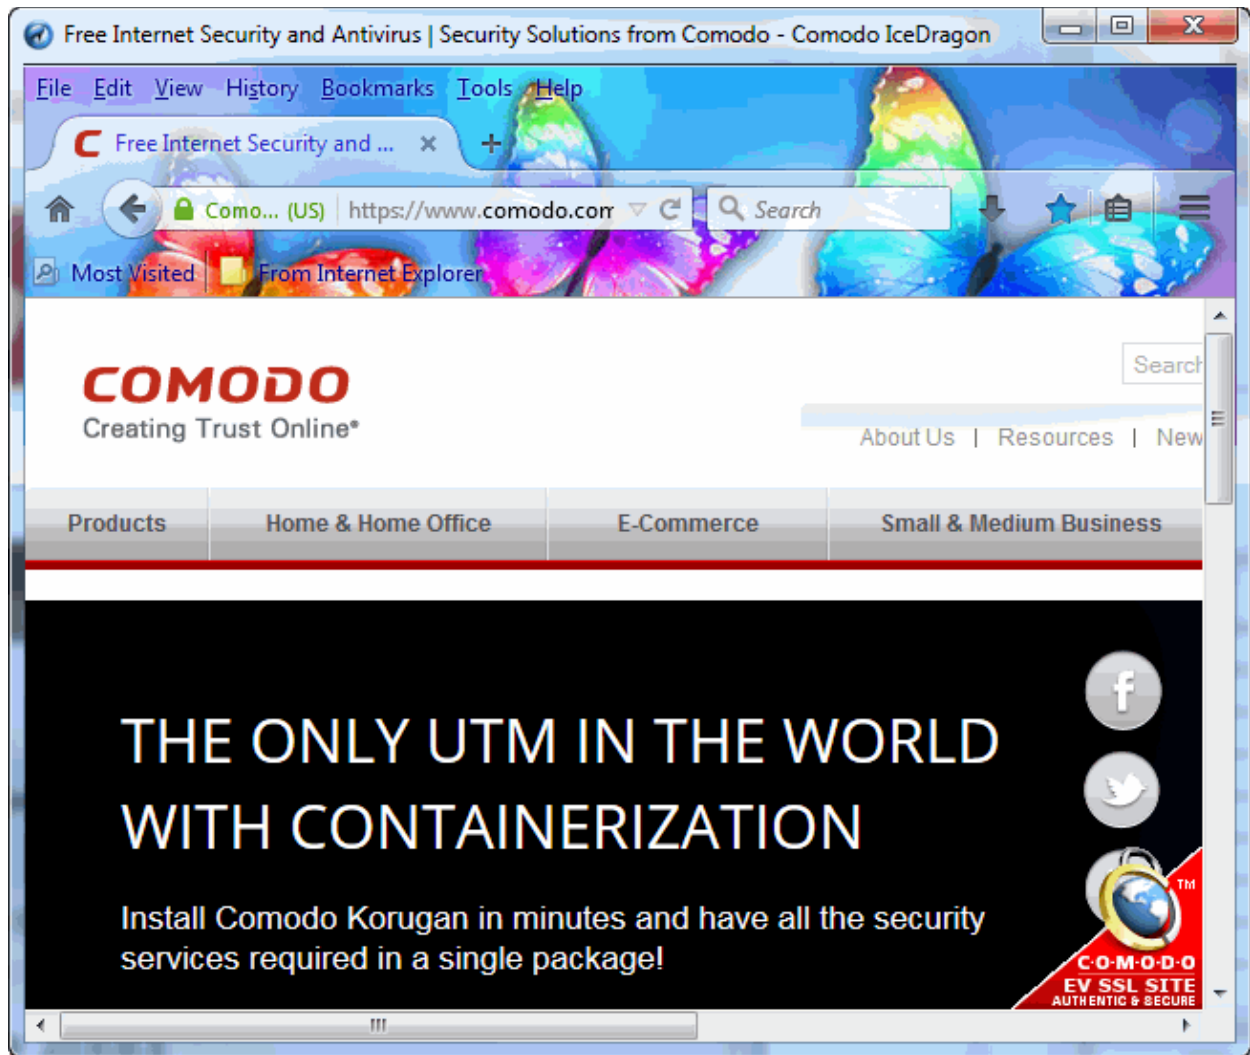 Free Internet Security and Antivirus | Security Solutions from Comodo - Comodo IceDragon
File Edit View History Bookmarks Tools Help
Free Internet Security and ...
Como... (US) https://www.comodo.com Search
Most Visited From Internet Explorer
COMODO
Creating Trust Online®
Search
About Us | Resources | New
Products Home & Home Office E-Commerce Small & Medium Business
THE ONLY UTM IN THE WORLD
WITH CONTAINERIZATION
Install Comodo Korugan in minutes and have all the security
services required in a single package!
TM
C·O·M·O·D·O
EV SSL SITE
AUTHENTIC & SECURE